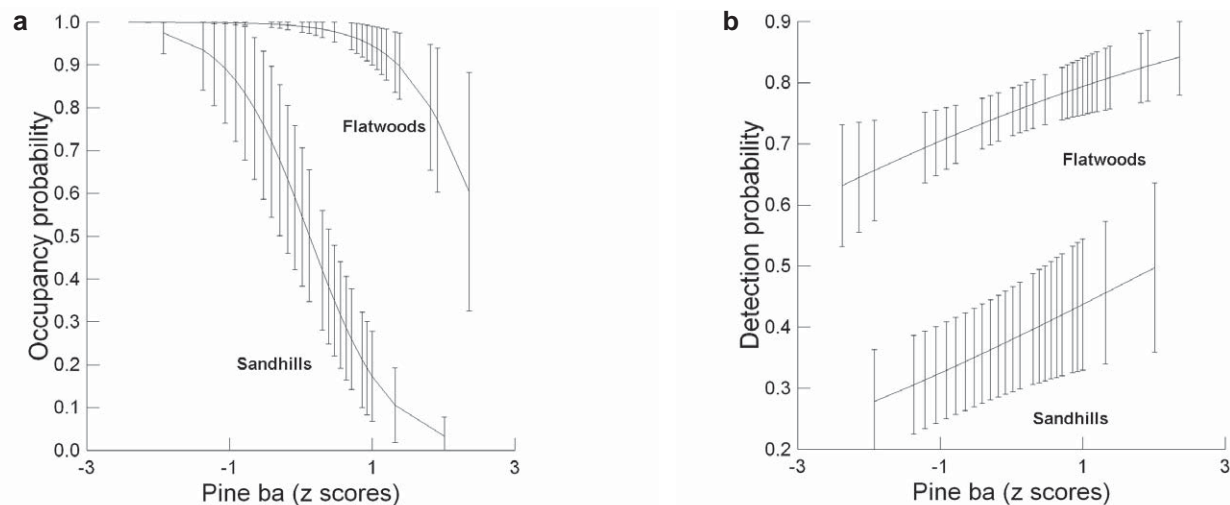 a
Occupancy probability
1.0
0.9
0.8
0.7
0.6
0.5
0.4
0.3
0.2
0.1
0.0
Flatwoods
Sandhills
-3 -1 1 3
Pine ba (z scores)
b
Detection probability
0.9
0.8
0.7
0.6
0.5
0.4
0.3
0.2
Flatwoods
Sandhills
-3 -1 1 3
Pine ba (z scores)